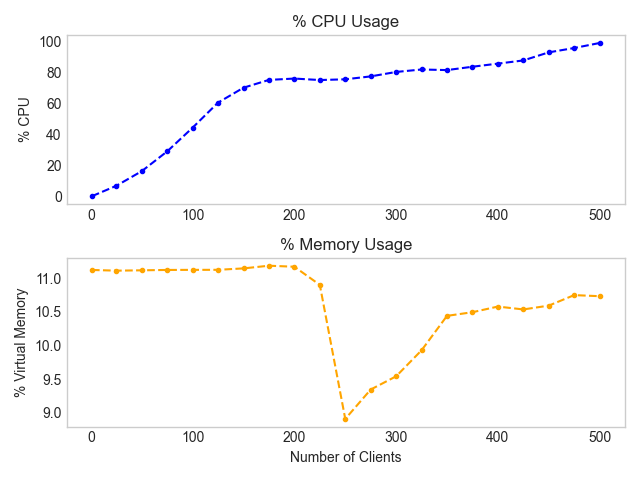 % CPU Usage
% CPU
100
80
60
40
20
0
0 100 200 300 400 500
% Memory Usage
% Virtual Memory
11.0
10.5
10.0
9.5
9.0
0 100 200 300 400 500
Number of Clients